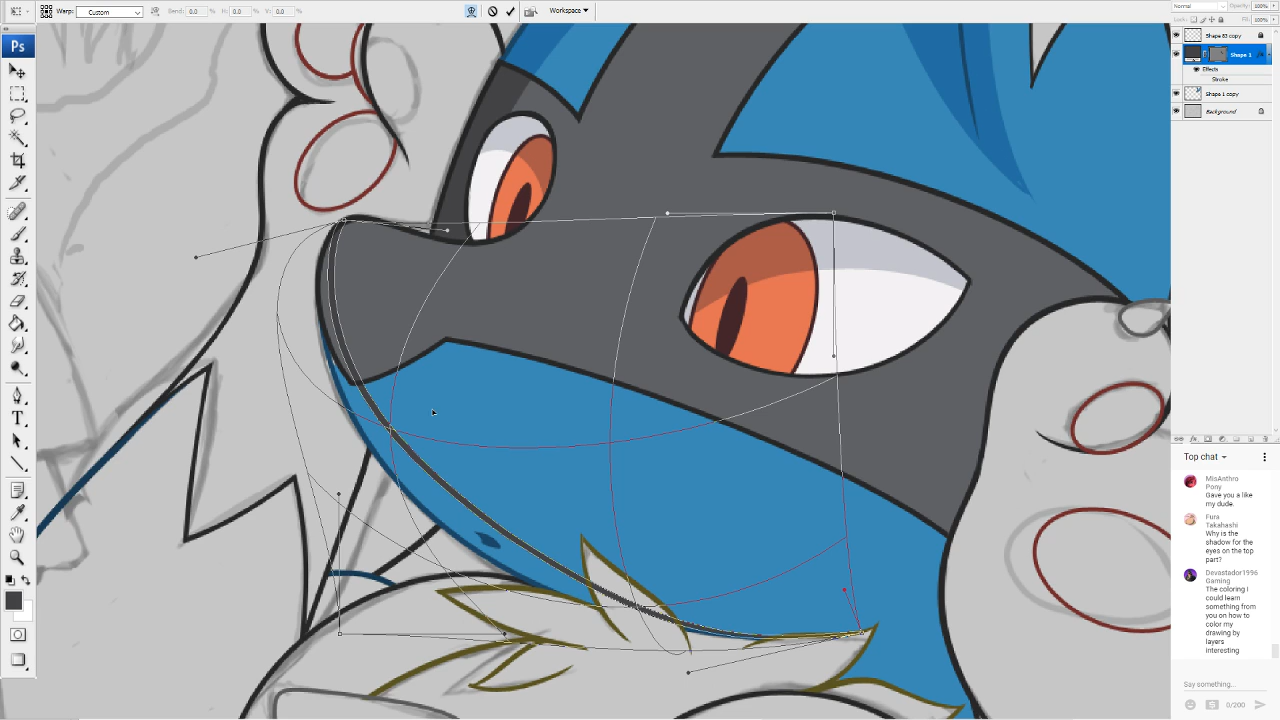 Warp: Custom Bend: 0.0 % H: 0.0 % V: 0.0 % Workspace
Normal Opacity: 100%
Lock: Fill: 100%
Ps
Shape 83 copy
Shape 1
Effects
Stroke
Shape 1 copy
Background
T
fx
Top chat
MisAnthro
Pony
Gave you a like
my dude.
Fura
Takahashi
Why is the
shadow for the
eyes on the top
part?
Devastador1996
Gaming
The coloring I
could learn
something from
you on how to
color my
drawing by
layers
interesting
Say something...
0/200